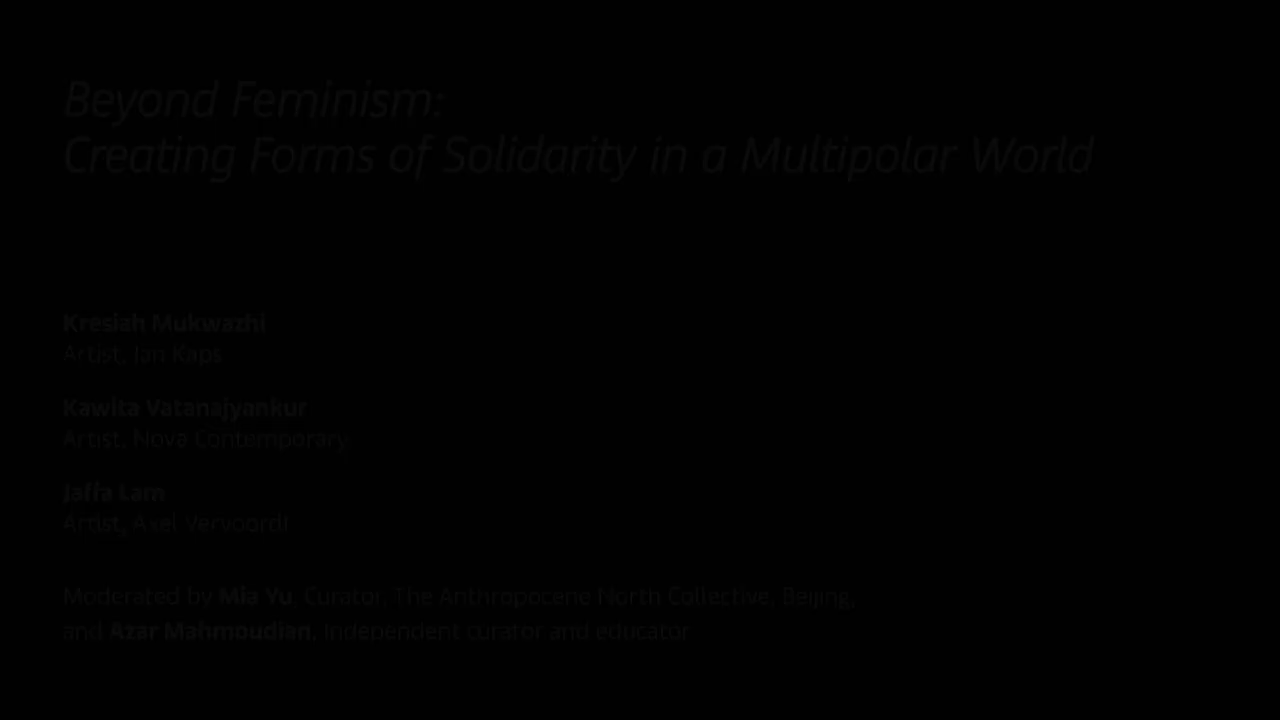 Beyond Feminism:
Creating Forms of Solidarity in a Multipolar World
Kresiah Mukwazhi
Artist, Jan Kaps
Kawita Vatanajyankur
Artist, Nova Contemporary
Jaffa Lam
Artist, Axel Vervoordt
Moderated by Mia Yu, Curator, The Anthropocene North Collective, Beijing,
and Azar Mahmoudian, Independent curator and educator